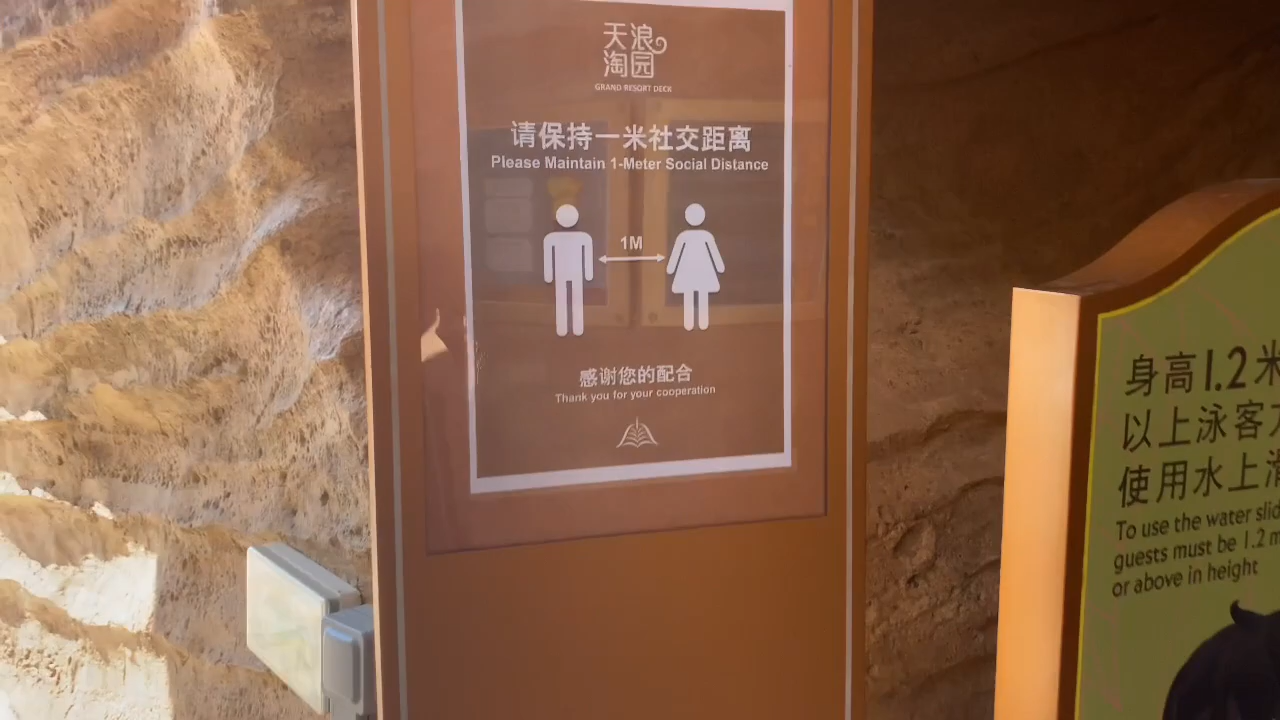 天浪
淘园
GRAND RESORT DECK
请保持一米社交距离
Please Maintain 1-Meter Social Distance
1M
感谢您的配合
Thank you for your cooperation
身高1.2米
以上泳客
使用水上
To use the water
guests must be 1.2
or above in height